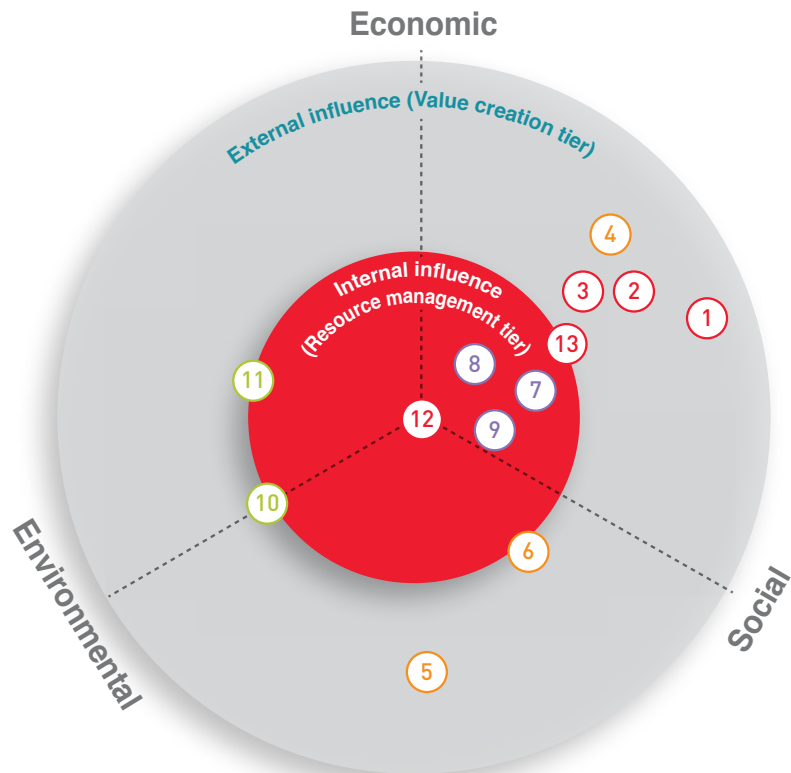 Economic
External influence (Value creation tier)
4
3
2
1
Internal influence
(Resource management tier)
13
8
11
7
12
9
10
6
Environmental
Social
5